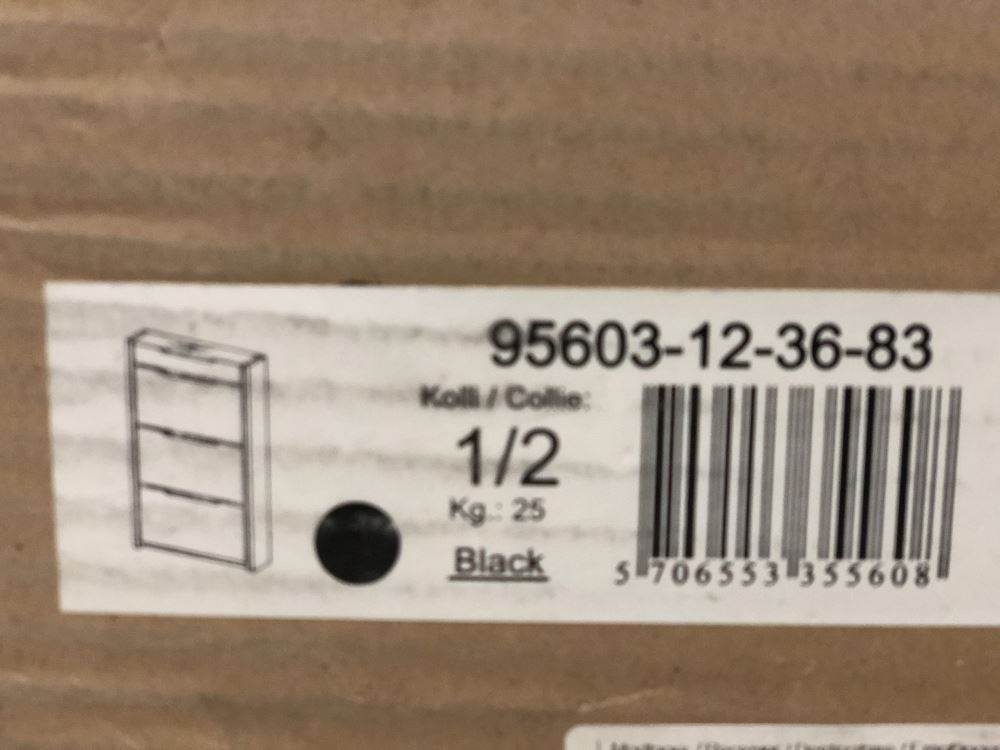 95603-12-36-83
Kolli / Collie:
1/2
Kg.: 25
Black
5 706553 355608